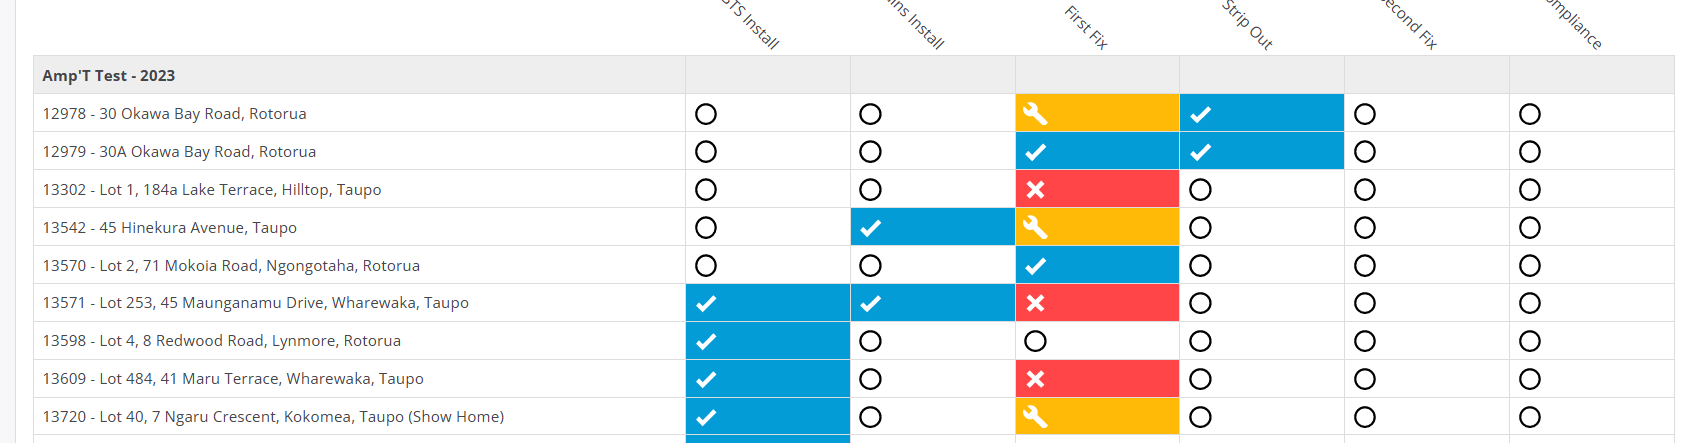 Install
Install
First Fix
Strip Out
Fix
Amp'T Test - 2023
12978 - 30 Okawa Bay Road, Rotorua
12979 - 30A Okawa Bay Road, Rotorua
13302 - Lot 1, 184a Lake Terrace, Hilltop, Taupo
13542 - 45 Hinekura Avenue, Taupo
13570 - Lot 2, 71 Mokoia Road, Ngongotaha, Rotorua
13571 - Lot 253, 45 Maunganamu Drive, Wharewaka, Taupo
13598 - Lot 4, 8 Redwood Road, Lynmore, Rotorua
13609 - Lot 484, 41 Maru Terrace, Wharewaka, Taupo
13720 - Lot 40, 7 Ngaru Crescent, Kokomea, Taupo (Show Home)